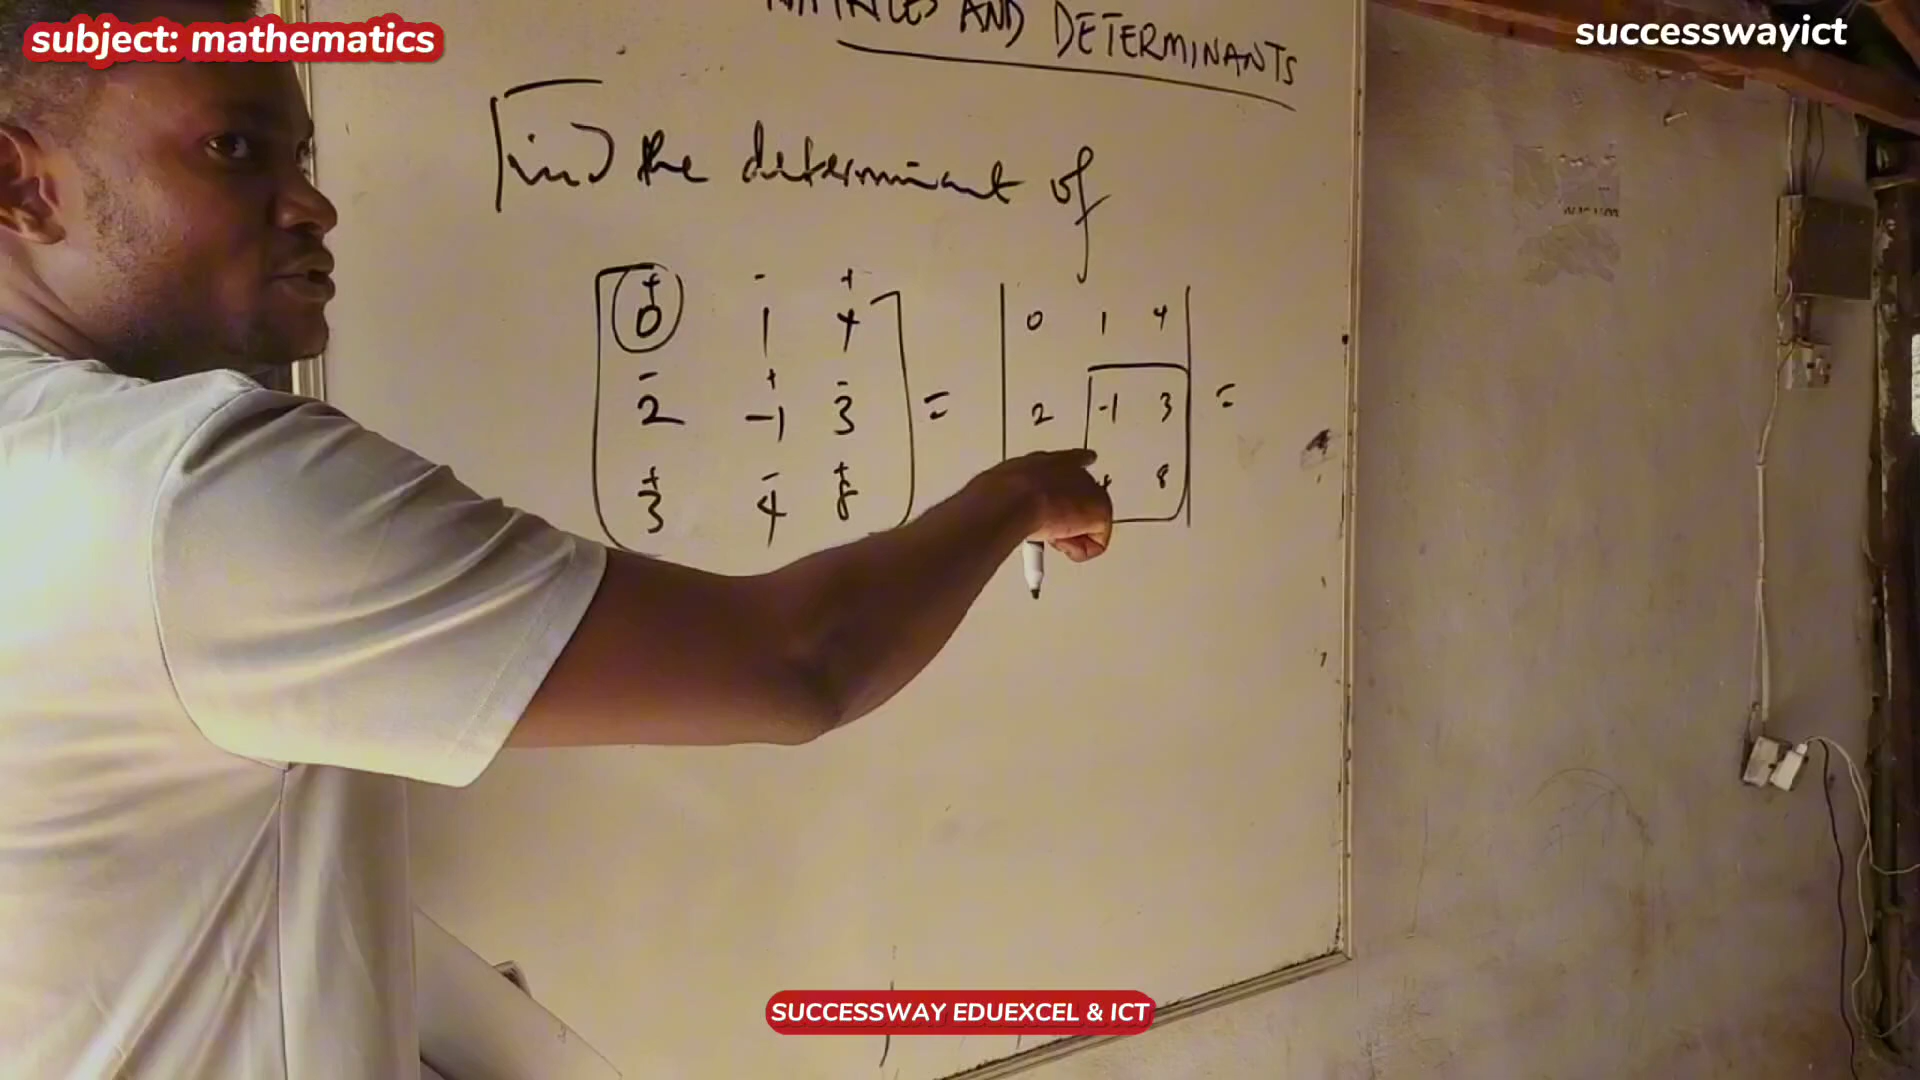 subject: mathematics
successwayict
AND DETERMINANTS
Find the determinant of
+ - +
0 1 4 0 1 4
- + -
2 -1 3 = 2 -1 3 =
+ - +
3 4 8 8
SUCCESSWAY EDUEXCEL & ICT